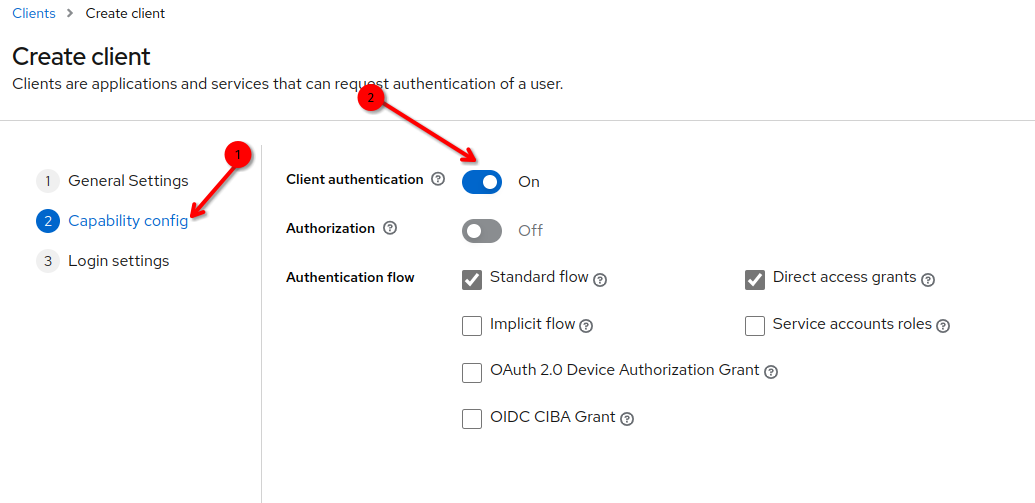 Clients > Create client
Create client
Clients are applications and services that can request authentication of a user.
2
1
1 General Settings
2 Capability config
3 Login settings
Client authentication ? On
Authorization ? Off
Authentication flow
Standard flow ? Direct access grants ?
Implicit flow ? Service accounts roles ?
OAuth 2.0 Device Authorization Grant ?
OIDC CIBA Grant ?